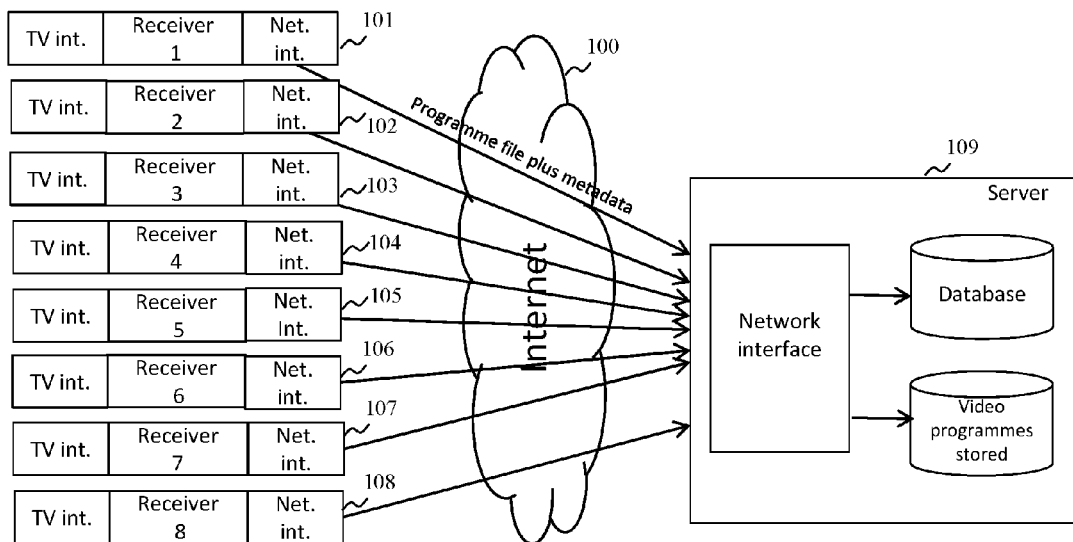 TV int. Receiver 1 Net. int. 101
TV int. Receiver 2 Net. int. 102
TV int. Receiver 3 Net. int. 103
TV int. Receiver 4 Net. int. 104
TV int. Receiver 5 Net. Int. 105
TV int. Receiver 6 Net. int. 106
TV int. Receiver 7 Net. int. 107
TV int. Receiver 8 Net. int. 108
100
Programme file plus metadata
Internet
109
Server
Network
interface
Database
Video
programmes
stored